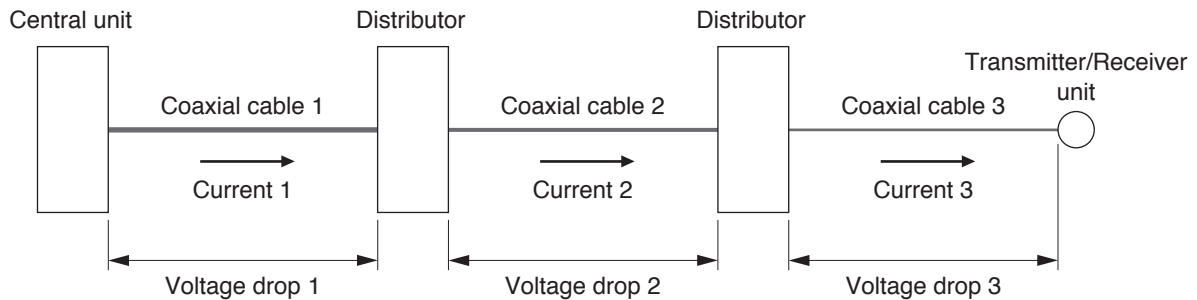 Central unit
Distributor
Distributor
Transmitter/Receiver
unit
Coaxial cable 1
Coaxial cable 2
Coaxial cable 3
Current 1
Current 2
Current 3
Voltage drop 1
Voltage drop 2
Voltage drop 3